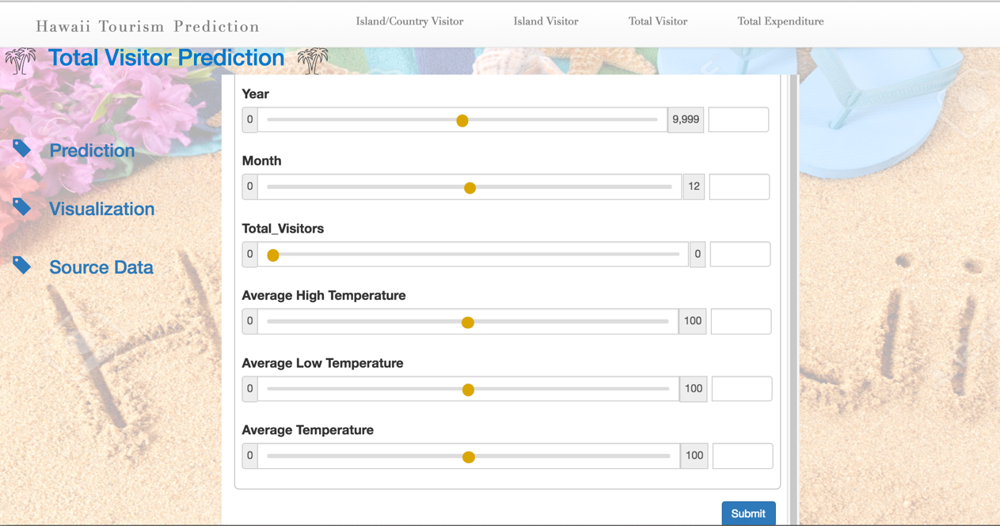 Hawaii Tourism Prediction
Island/Country Visitor
Island Visitor
Total Visitor
Total Expenditure
Total Visitor Prediction
Prediction
Visualization
Source Data
Year
0 9,999
Month
0 12
Total_Visitors
0 0
Average High Temperature
0 100
Average Low Temperature
0 100
Average Temperature
0 100
Submit